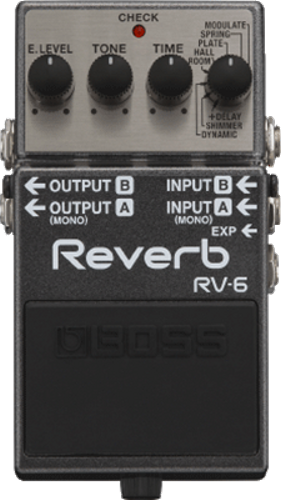 CHECK
E.LEVEL TONE TIME
MODULATE
SPRING
PLATE
HALL
ROOM
+DELAY
SHIMMER
DYNAMIC
← OUTPUT B INPUT B ←
← OUTPUT A INPUT A ←
(MONO) (MONO)
EXP ←
Reverb
RV-6
BOSS